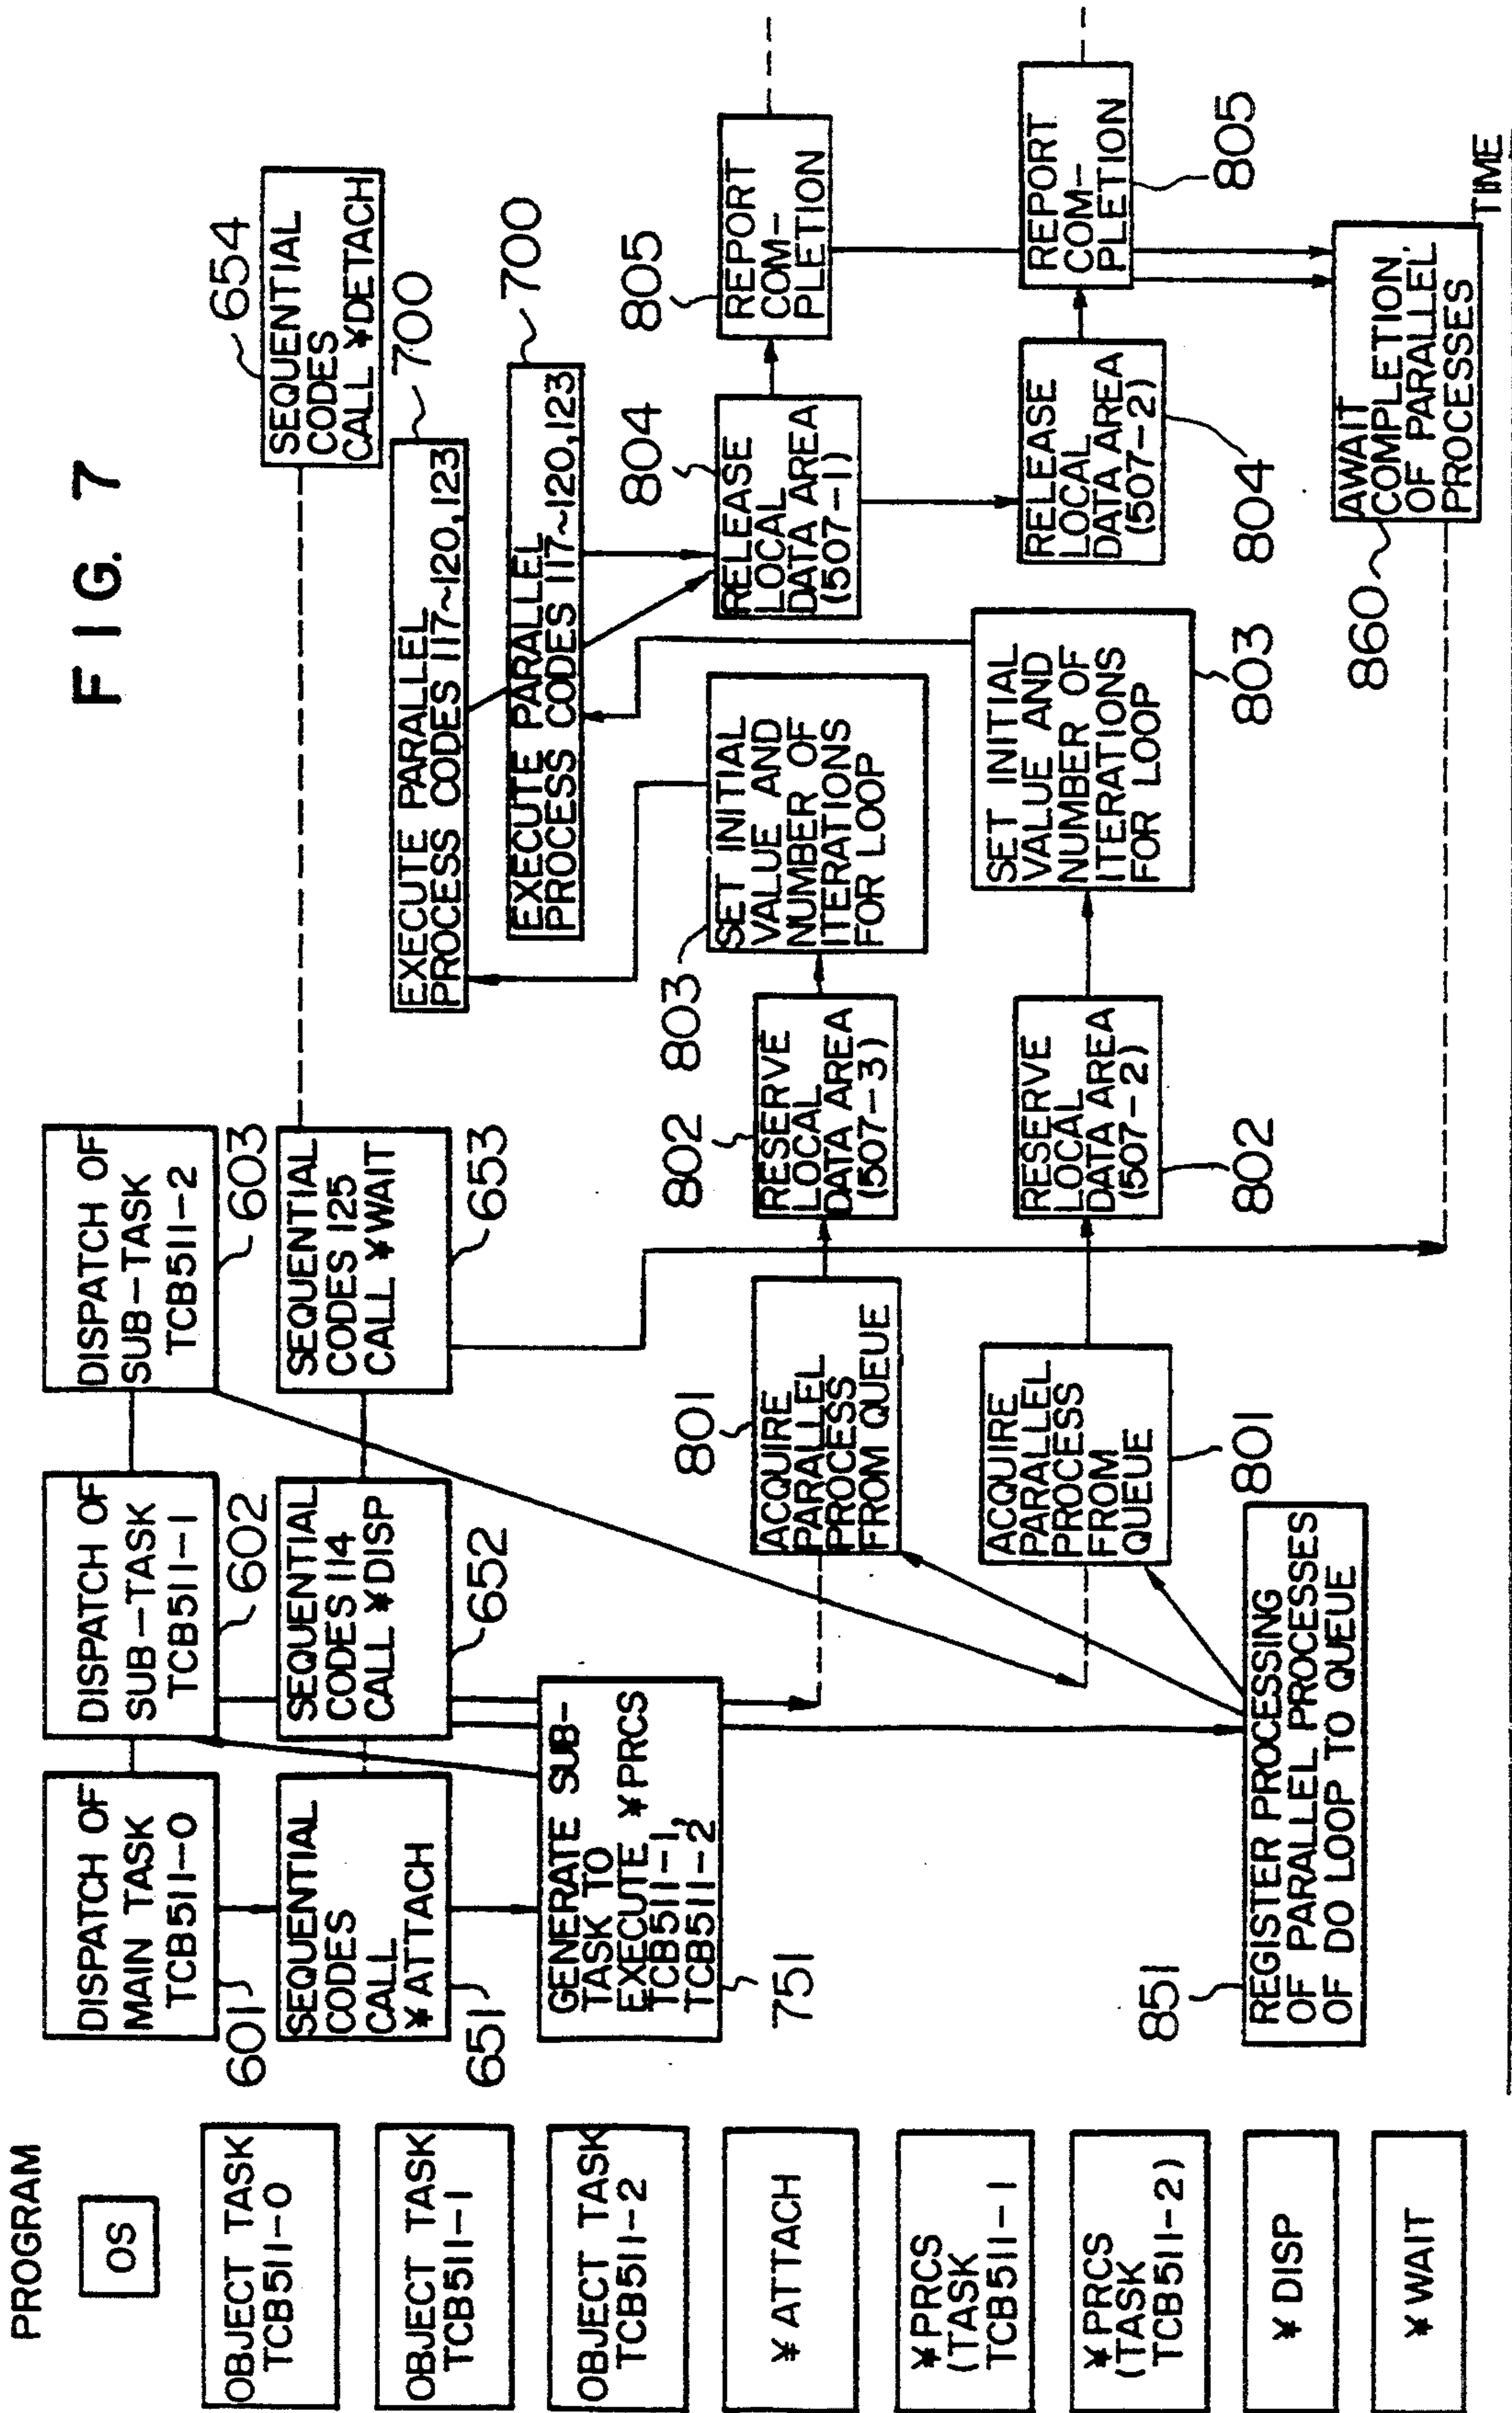 FIG. 7
PROGRAM
OS
OBJECT TASK
TCB511-0
OBJECT TASK
TCB511-1
OBJECT TASK
TCB511-2
¥ ATTACH
¥PRCS
(TASK
TCB511-1
¥PRCS
(TASK
TCB511-2)
¥ DISP
¥ WAIT
DISPATCH OF
MAIN TASK
TCB511-0
601
DISPATCH OF
SUB-TASK
TCB511-1
602
DISPATCH OF
SUB-TASK
TCB511-2
603
SEQUENTIAL
CODES
CALL
¥ ATTACH
651
SEQUENTIAL
CODES 114
CALL ¥DISP
652
SEQUENTIAL
CODES 125
CALL ¥WAIT
653
SEQUENTIAL
CODES
CALL ¥DETACH
654
EXECUTE PARALLEL
PROCESS CODES 117~120,123
700
EXECUTE PARALLEL
PROCESS CODES 117~120,123
700
GENERATE SUB-
TASK TO
EXECUTE ¥PRCS
TCB511-1,
TCB511-2
751
801
ACQUIRE
PARALLEL
PROCESS
FROM QUEUE
802
RESERVE
LOCAL
DATA AREA
(507-3)
803
SET INITIAL
VALUE AND
NUMBER OF
ITERATIONS
FOR LOOP
804
RELEASE
LOCAL
DATA AREA
(507-1)
805
REPORT
COM-
PLETION
ACQUIRE
PARALLEL
PROCESS
FROM
QUEUE
801
RESERVE
LOCAL
DATA AREA
(507-2)
802
SET INITIAL
VALUE AND
NUMBER OF
ITERATIONS
FOR LOOP
803
RELEASE
LOCAL
DATA AREA
(507-2)
804
REPORT
COM-
PLETION
805
851
REGISTER PROCESSING
OF PARALLEL PROCESSES
OF DO LOOP TO QUEUE
860
AWAIT
COMPLETION
OF PARALLEL
PROCESSES
TIME